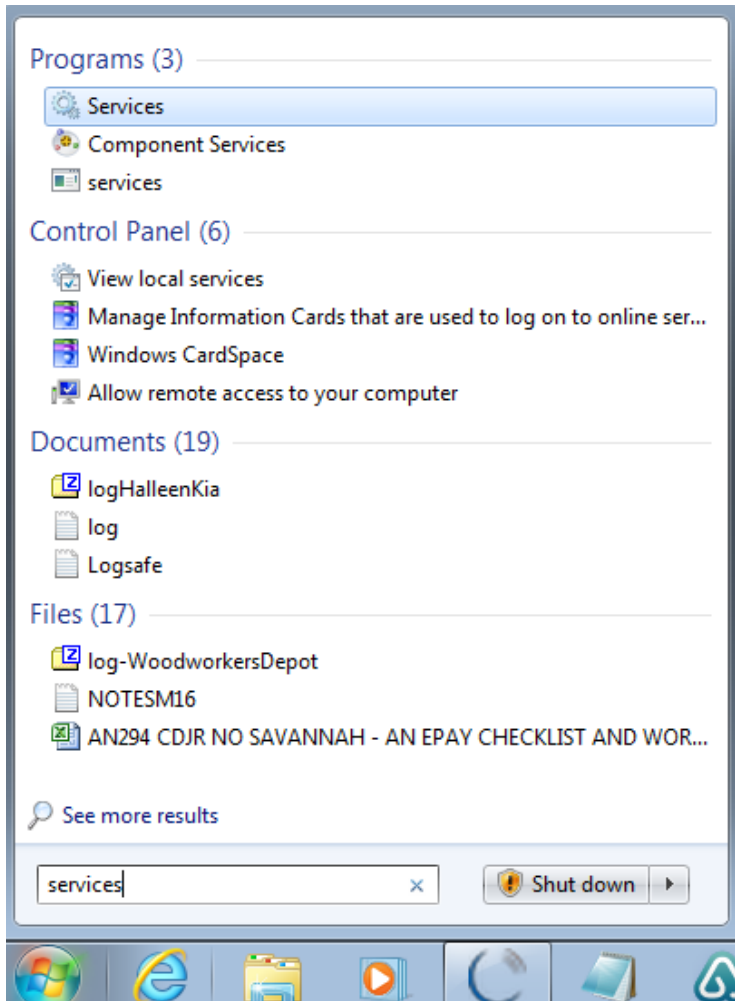 Programs (3)
Services
Component Services
services
Control Panel (6)
View local services
Manage Information Cards that are used to log on to online ser...
Windows CardSpace
Allow remote access to your computer
Documents (19)
logHalleenKia
log
Logsafe
Files (17)
log-WoodworkersDepot
NOTESM16
AN294 CDJR NO SAVANNAH - AN EPAY CHECKLIST AND WOR...
See more results
services
Shut down